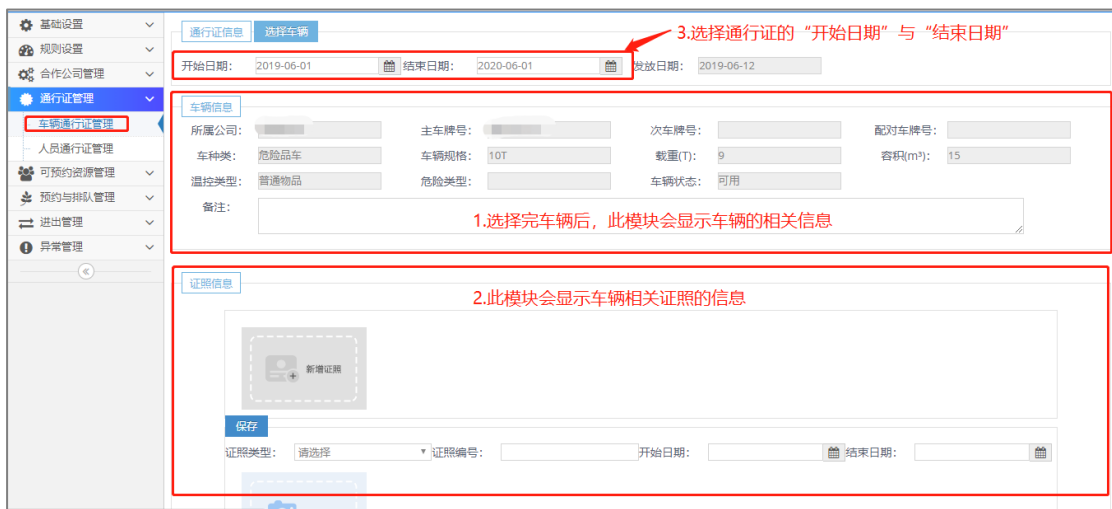 基础设置
规则设置
合作公司管理
通行证管理
车辆通行证管理
人员通行证管理
可预约资源管理
预约与排队管理
进出管理
异常管理
通行证信息 选择车辆
3.选择通行证的“开始日期”与“结束日期”
开始日期: 2019-06-01 结束日期: 2020-06-01 发放日期: 2019-06-12
车辆信息
所属公司: 主车牌号: 次车牌号: 配对车牌号:
车种类: 危险品车 车辆规格: 10T 载重(T): 9 容积(m³): 15
温控类型: 普通物品 危险类型: 车辆状态: 可用
备注:
1.选择完车辆后，此模块会显示车辆的相关信息
证照信息
2.此模块会显示车辆相关证照的信息
新增证照
保存
证照类型: 请选择 证照编号: 开始日期: 结束日期: